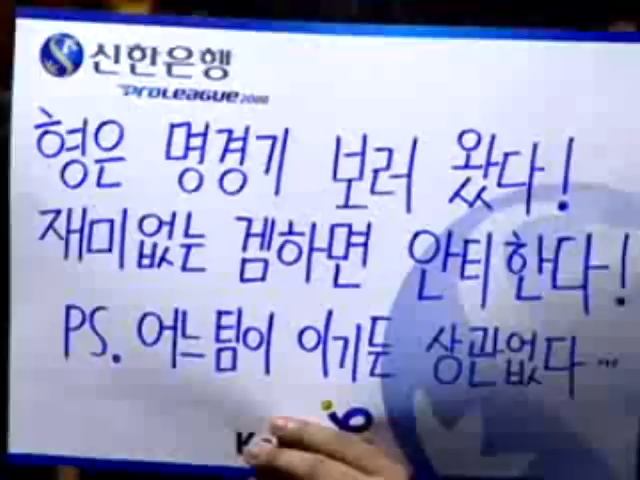 신한은행
PROLEAGUE 2008
형은 명경기 보러 왔다!
재미없는 겜하면 안티한다!
PS. 어느팀이 이기든 상관없다…